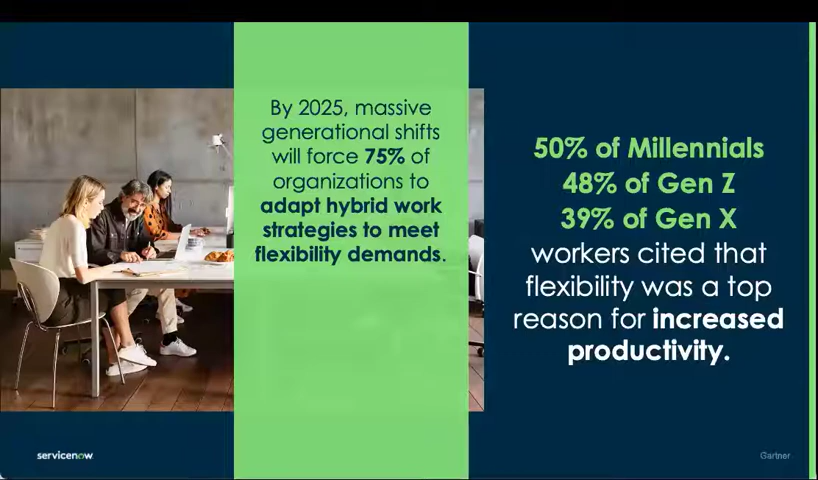 By 2025, massive
generational shifts
will force 75% of
organizations to
adapt hybrid work
strategies to meet
flexibility demands.
50% of Millennials
48% of Gen Z
39% of Gen X
workers cited that
flexibility was a top
reason for increased
productivity.
servicenow
Gartner